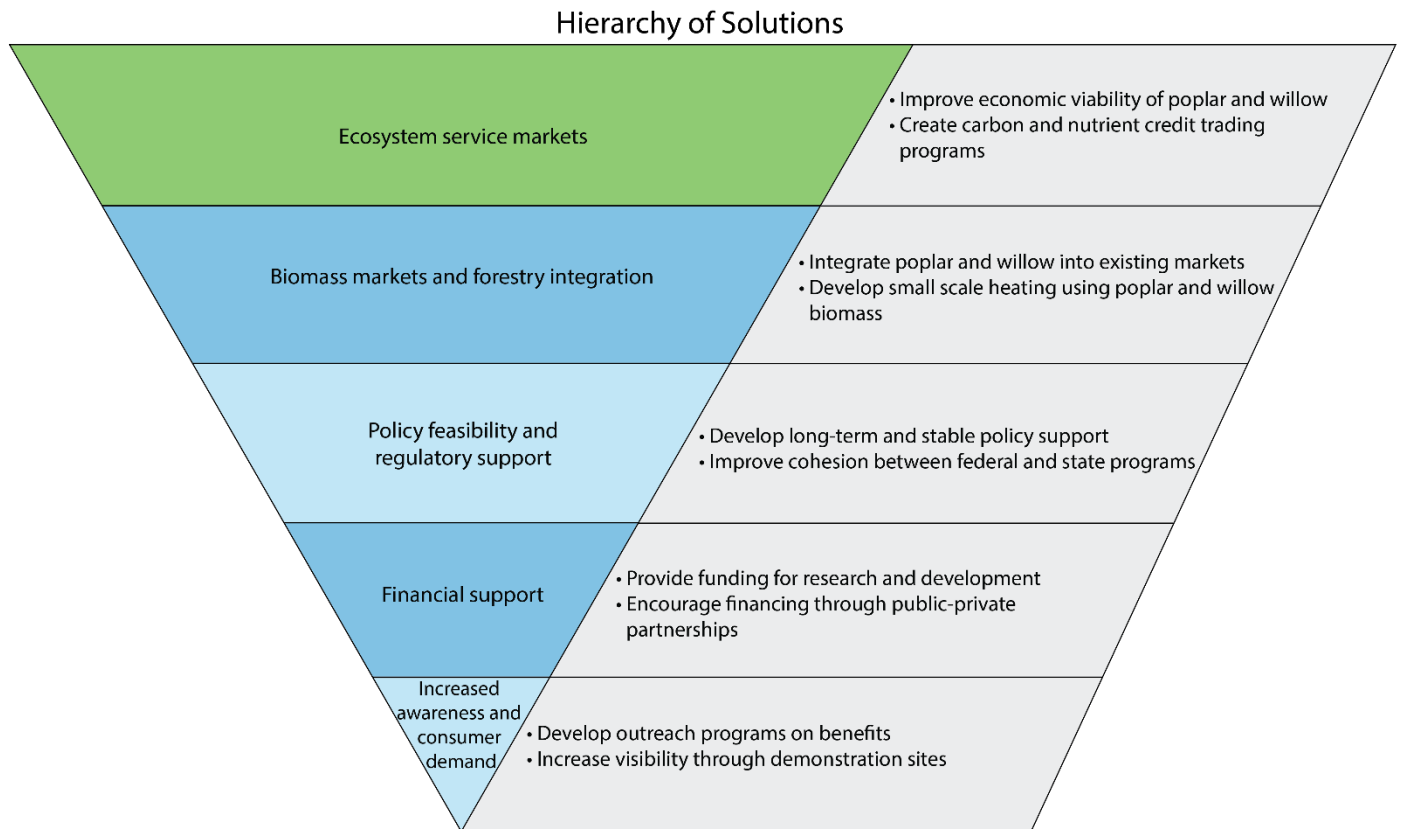 Hierarchy of Solutions
Ecosystem service markets
• Improve economic viability of poplar and willow
• Create carbon and nutrient credit trading
programs
Biomass markets and forestry integration
• Integrate poplar and willow into existing markets
• Develop small scale heating using poplar and willow
biomass
Policy feasibility and
regulatory support
• Develop long-term and stable policy support
• Improve cohesion between federal and state programs
Financial support
• Provide funding for research and development
• Encourage financing through public-private
partnerships
Increased
awareness and
consumer
demand
• Develop outreach programs on benefits
• Increase visibility through demonstration sites